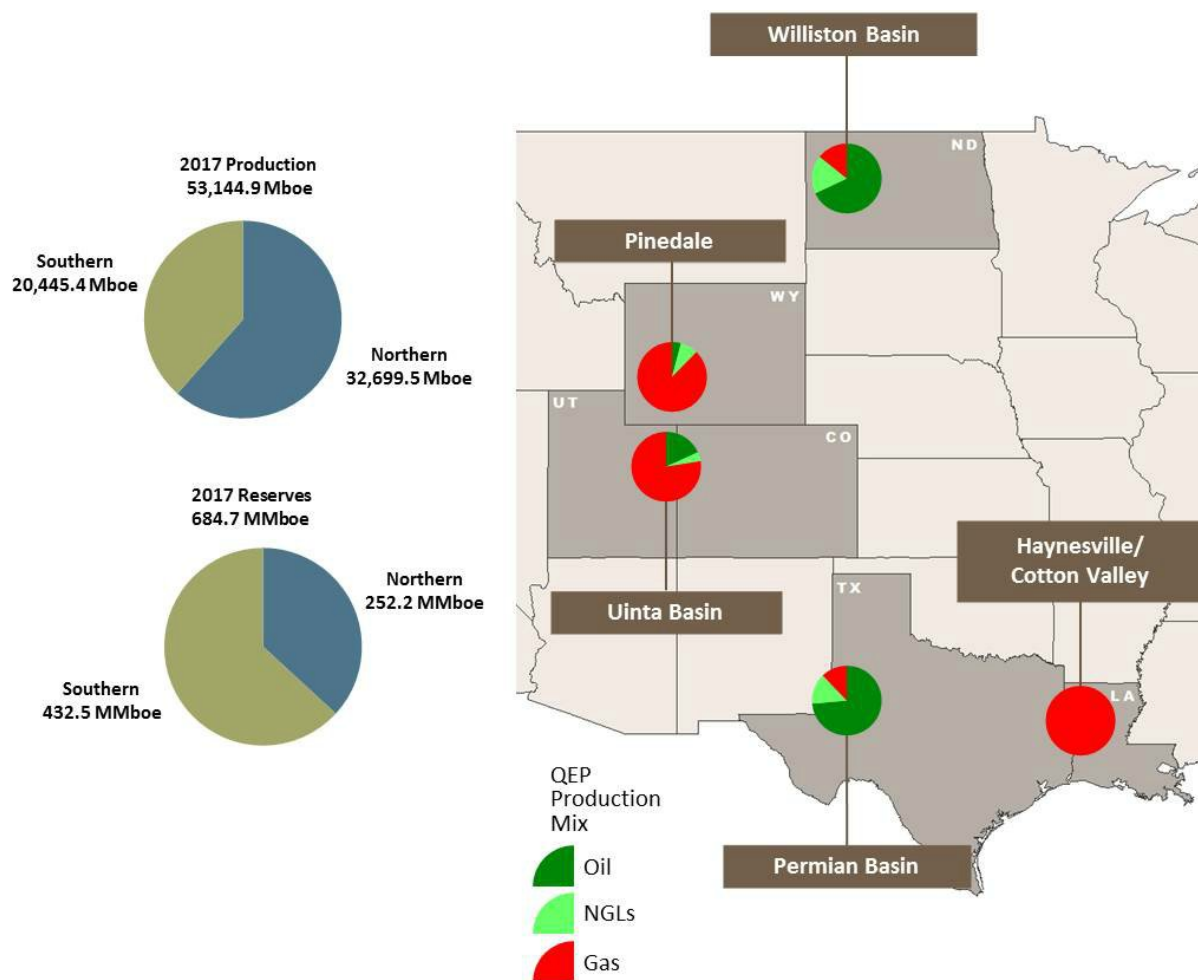 2017 Production
53,144.9 Mboe
Southern
20,445.4 Mboe
Northern
32,699.5 Mboe
2017 Reserves
684.7 MMboe
Northern
252.2 MMboe
Southern
432.5 MMboe
Williston Basin
ND
Pinedale
WY
UT
CO
Uinta Basin
Haynesville/
Cotton Valley
TX
LA
Permian Basin
QEP
Production
Mix
Oil
NGLs
Gas